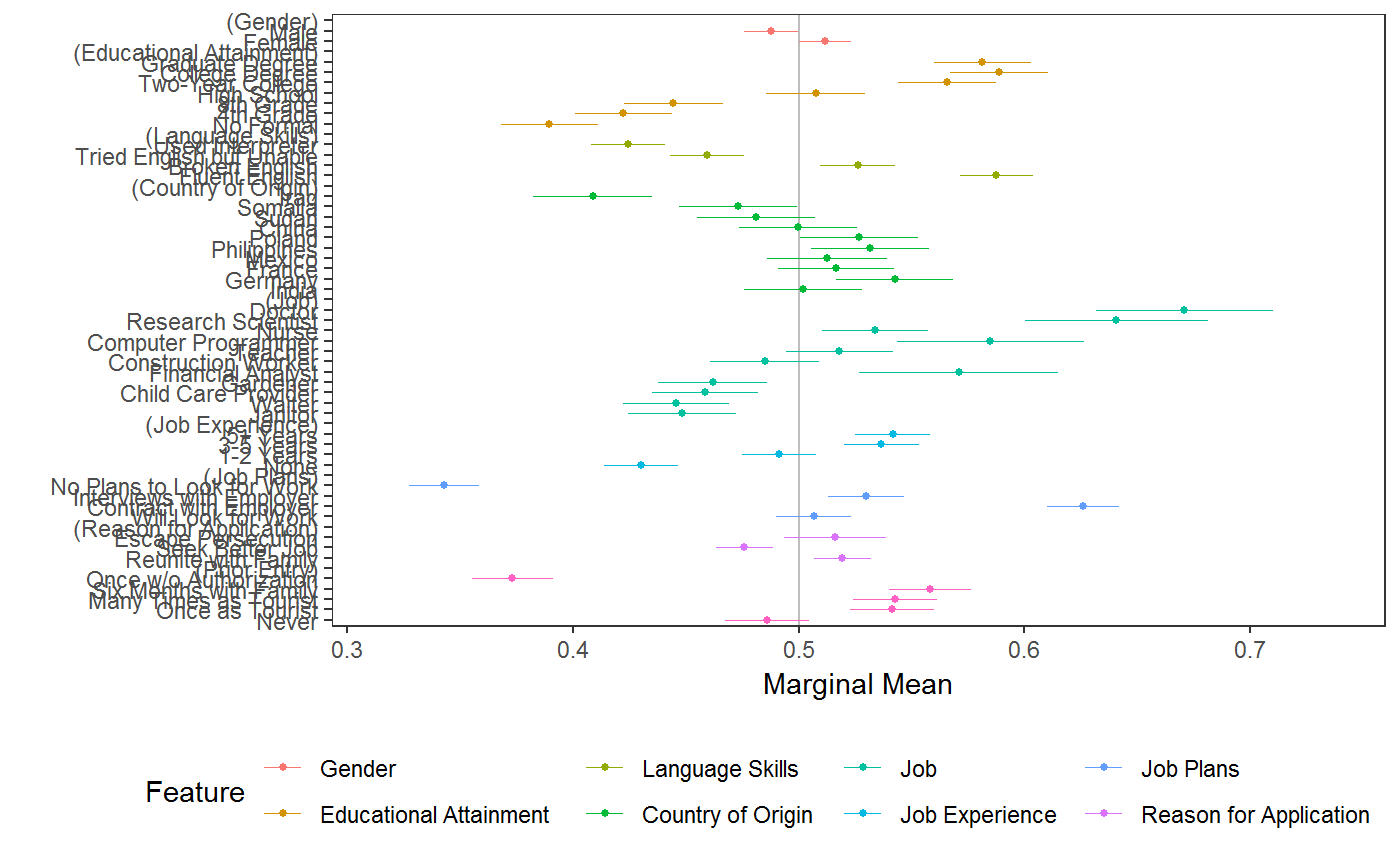 (Gender)
Male
Female
(Educational Attainment)
Graduate Degree
College Degree
Two-Year College
High School
8th Grade
4th Grade
No Formal
(Language Skills)
Used Interpreter
Tried English but Unable
Broken English
Fluent English
(Country of Origin)
Iraq
Somalia
Sudan
China
Poland
Philippines
Mexico
France
Germany
India
(Job)
Doctor
Research Scientist
Nurse
Computer Programmer
Teacher
Construction Worker
Financial Analyst
Gardener
Child Care Provider
Waiter
Janitor
(Job Experience)
5+ Years
3-5 Years
1-2 Years
None
(Job Plans)
No Plans to Look for Work
Interviews with Employer
Contract with Employer
Will Look for Work
(Reason for Application)
Escape Persecution
Seek Better Job
Reunite with Family
(Prior Entry)
Once w/o Authorization
Six Months with Family
Many Times as Tourist
Once as Tourist
Never
0.3 0.4 0.5 0.6 0.7
Marginal Mean
Feature
Gender Language Skills Job Job Plans
Educational Attainment Country of Origin Job Experience Reason for Application